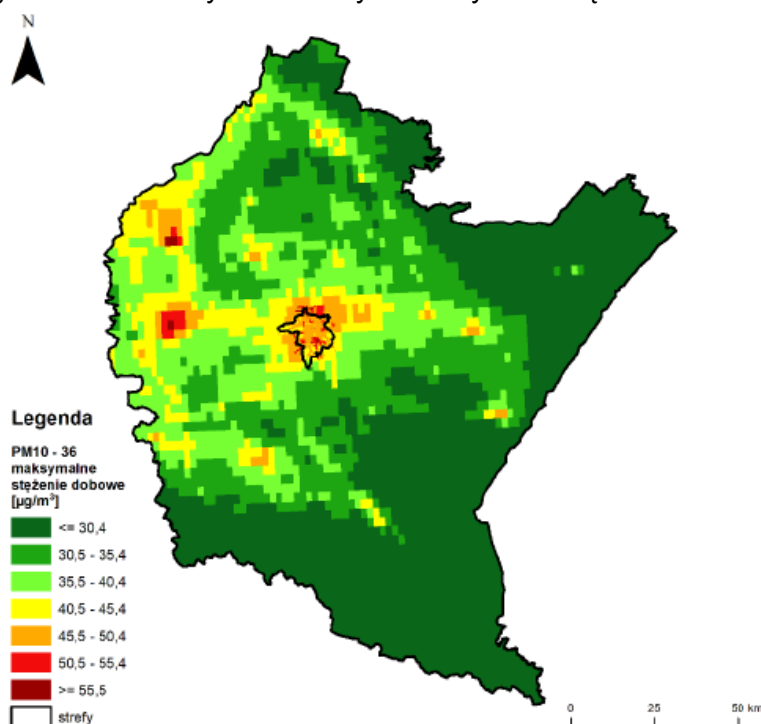 N
Legenda
PM10 - 36
maksymalne
stężenie dobowe
[µg/m³]
<= 30,4
30,5 - 35,4
35,5 - 40,4
40,5 - 45,4
45,5 - 50,4
50,5 - 55,4
>= 55,5
strefy
0 25 50 km